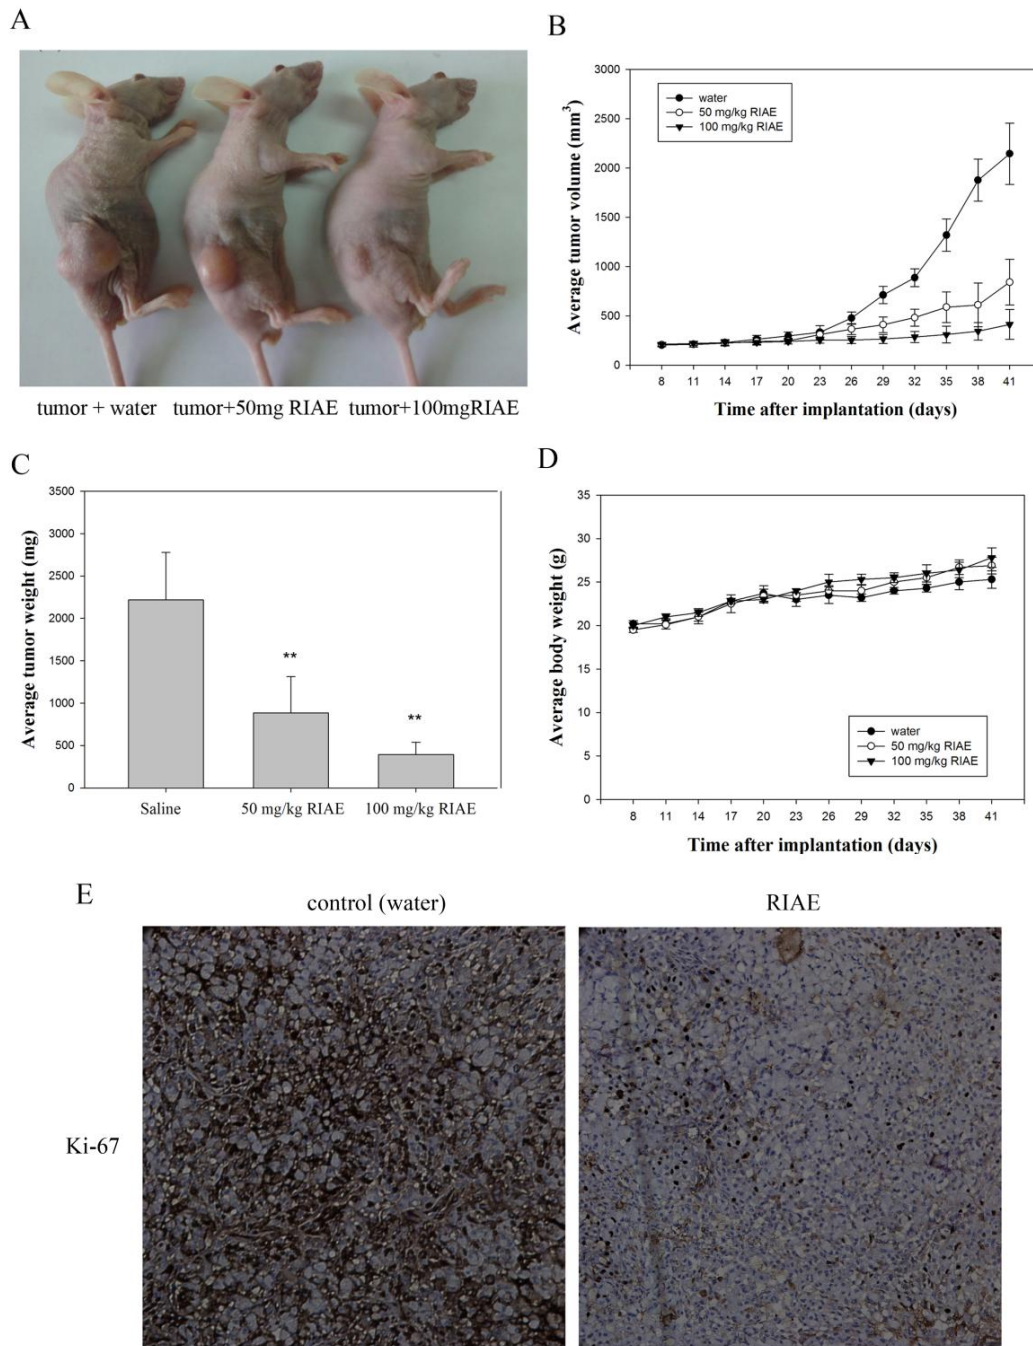 A
tumor + water tumor+50mg RIAE tumor+100mgRIAE
B
3000
2500
2000
1500
1000
500
0
Average tumor volume (mm³)
water
50 mg/kg RIAE
100 mg/kg RIAE
8 11 14 17 20 23 26 29 32 35 38 41
Time after implantation (days)
C
3500
3000
2500
2000
1500
1000
500
0
Average tumor weight (mg)
**
**
Saline 50 mg/kg RIAE 100 mg/kg RIAE
D
35
30
25
20
15
10
5
0
Average body weight (g)
water
50 mg/kg RIAE
100 mg/kg RIAE
8 11 14 17 20 23 26 29 32 35 38 41
Time after implantation (days)
E
control (water) RIAE
Ki-67